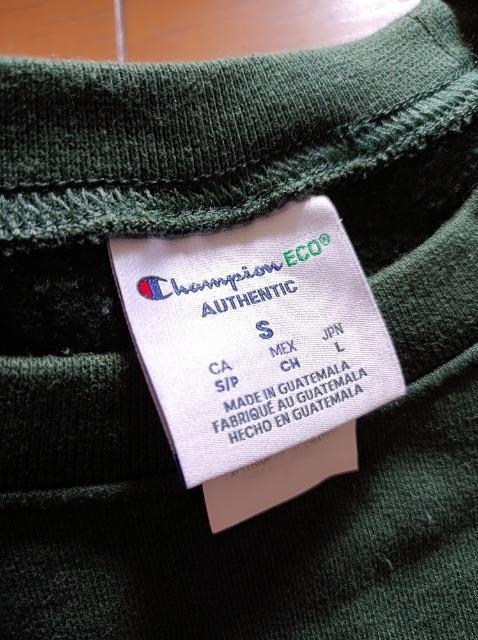 Champion ECO®
AUTHENTIC
S
CA MEX JPN
S/P CH L
MADE IN GUATEMALA
FABRIQUÉ AU GUATEMALA
HECHO EN GUATEMALA